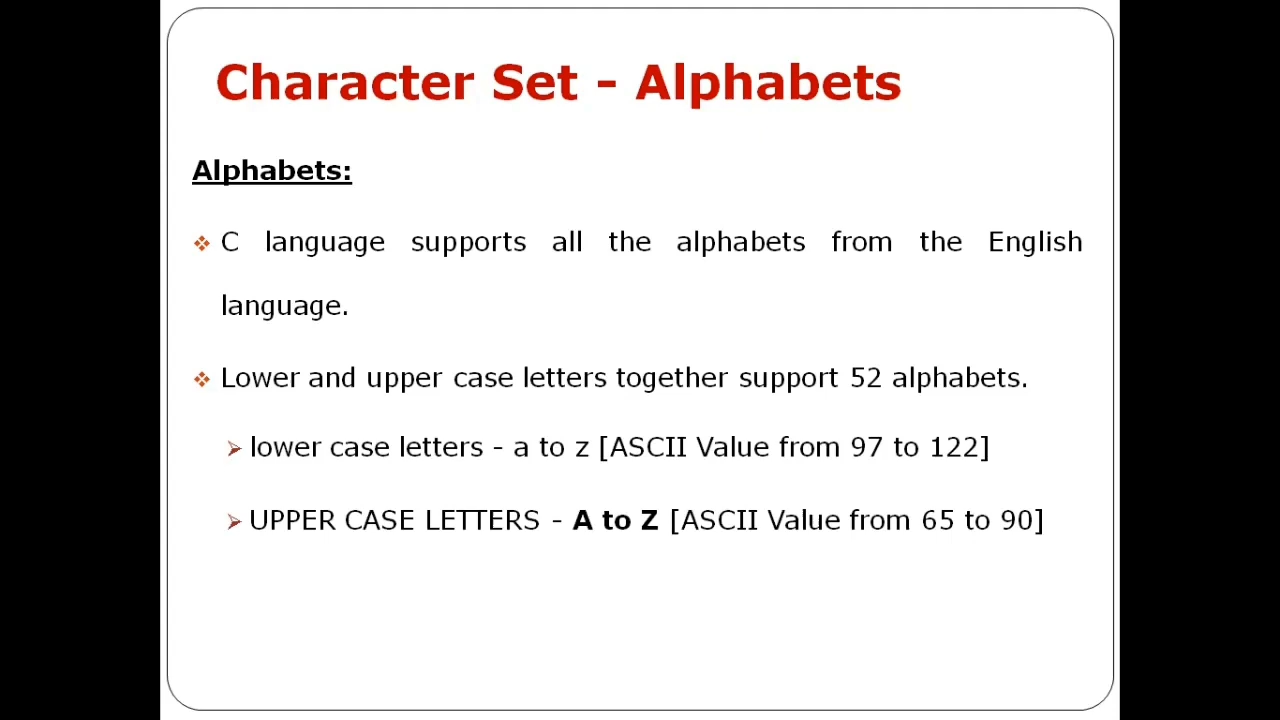 Character Set - Alphabets
Alphabets:
C language supports all the alphabets from the English
language.
Lower and upper case letters together support 52 alphabets.
lower case letters - a to z [ASCII Value from 97 to 122]
UPPER CASE LETTERS - A to Z [ASCII Value from 65 to 90]